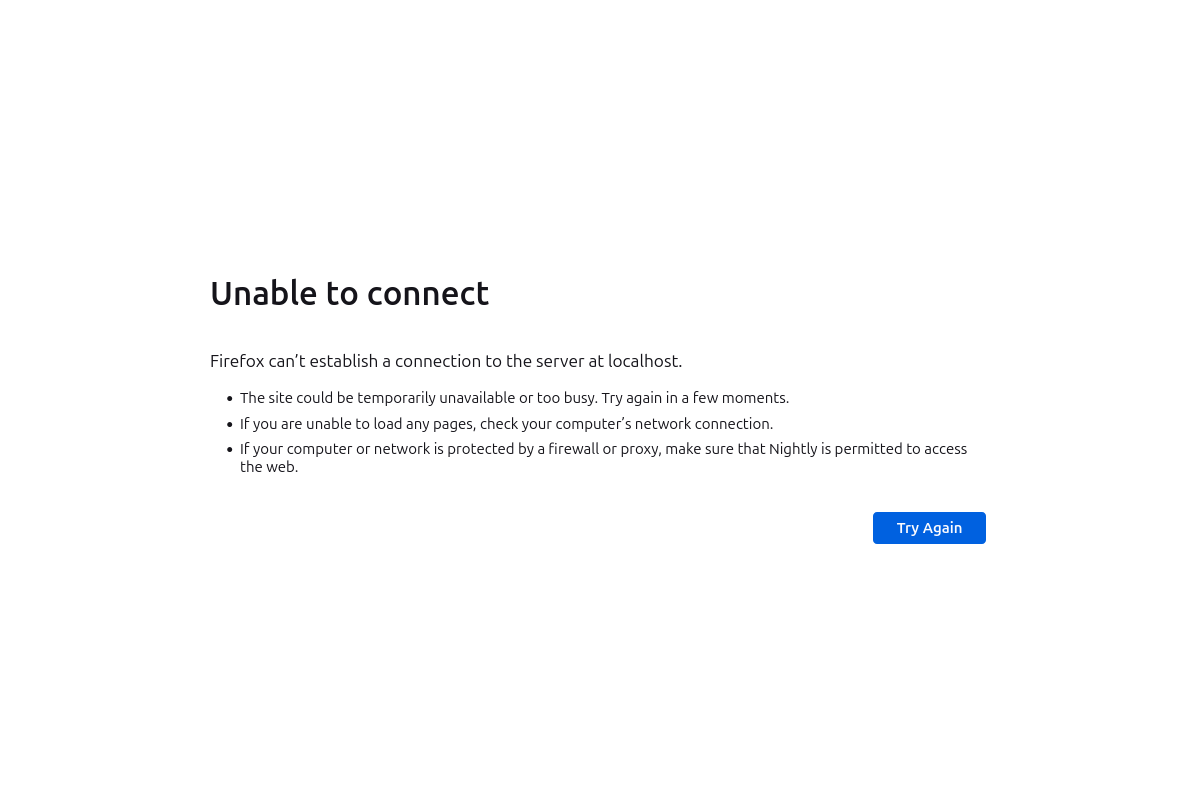 Unable to connect
Firefox can’t establish a connection to the server at localhost.
• The site could be temporarily unavailable or too busy. Try again in a few moments.
• If you are unable to load any pages, check your computer’s network connection.
• If your computer or network is protected by a firewall or proxy, make sure that Nightly is permitted to access
the web.
Try Again